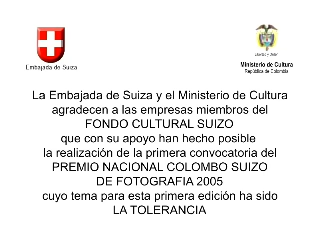 Embajada de Suiza
Ministerio de Cultura
República de Colombia
La Embajada de Suiza y el Ministerio de Cultura
agradecen a las empresas miembros del
FONDO CULTURAL SUIZO
que con su apoyo han hecho posible
la realización de la primera convocatoria del
PREMIO NACIONAL COLOMBO SUIZO
DE FOTOGRAFIA 2005
cuyo tema para esta primera edición ha sido
LA TOLERANCIA